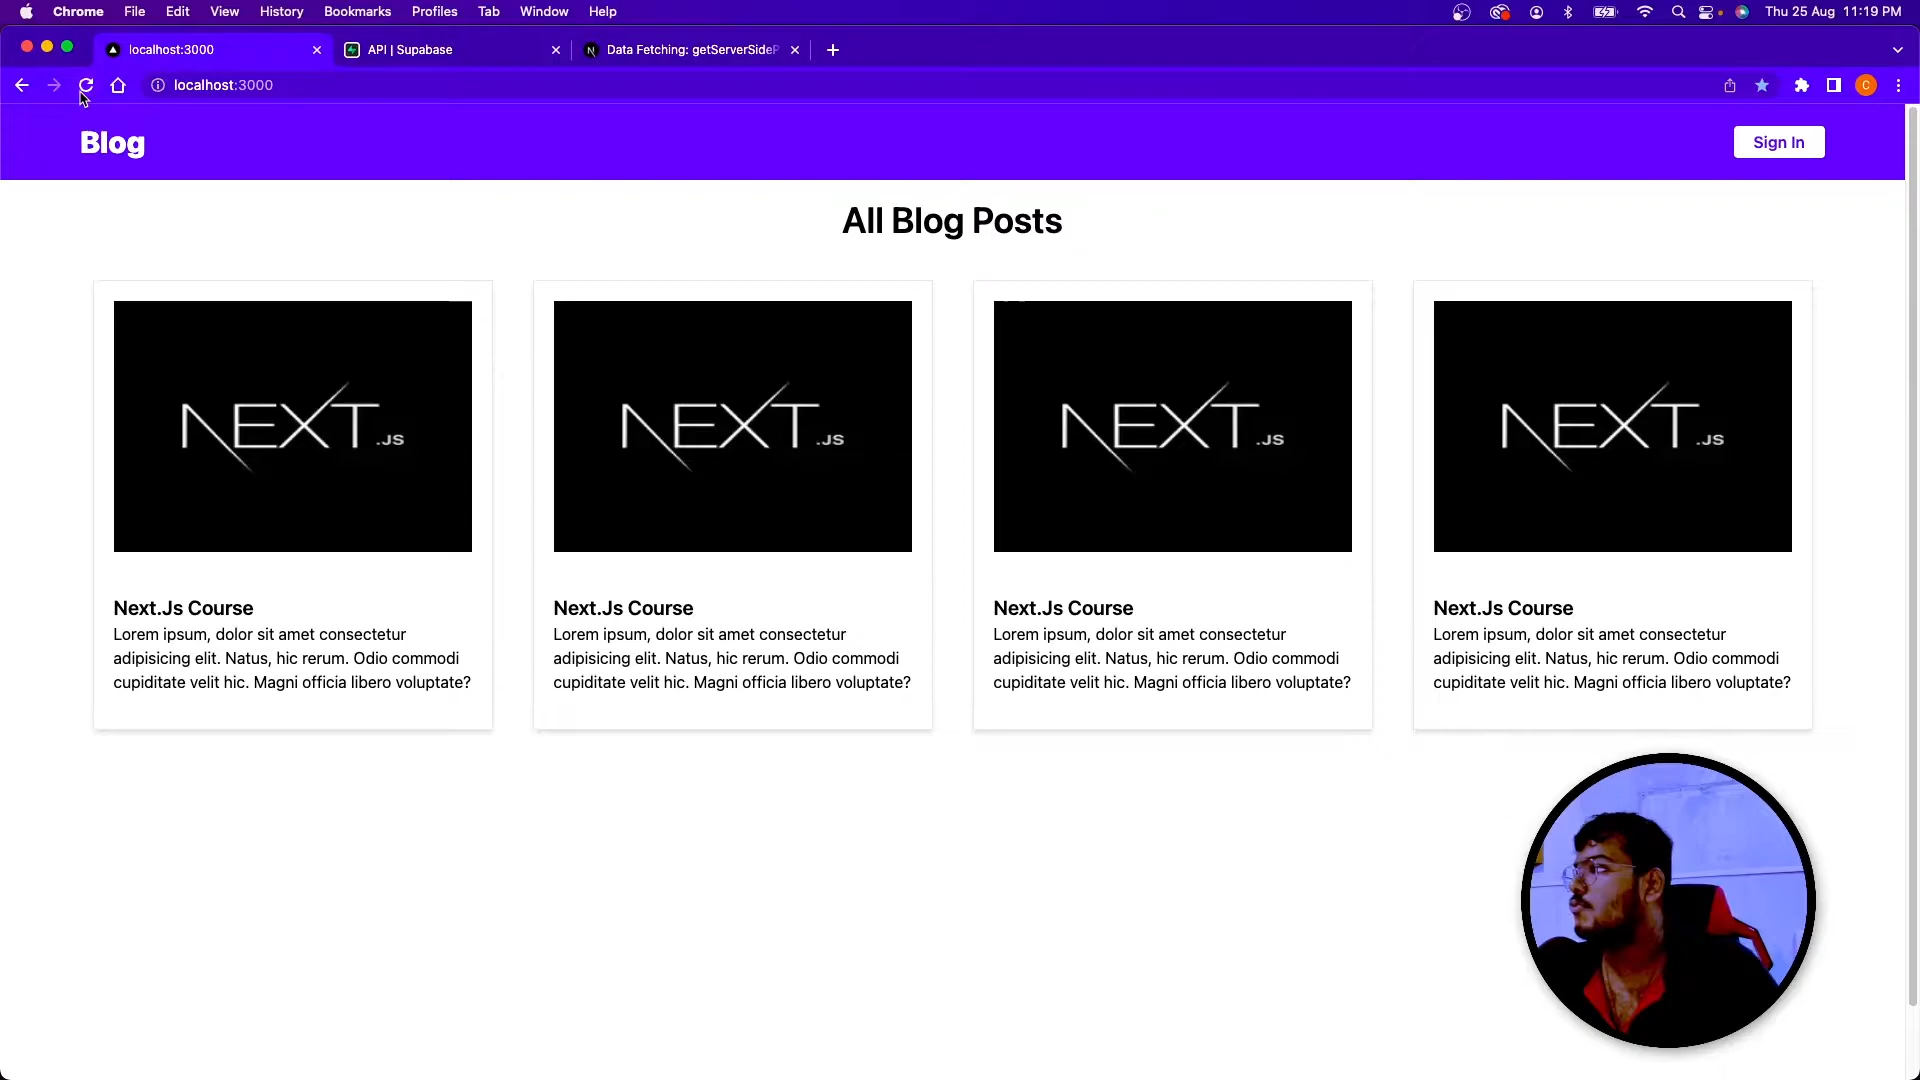 Chrome File Edit View History Bookmarks Profiles Tab Window Help Thu 25 Aug 11:19 PM
localhost:3000 API | Supabase Data Fetching: getServerSideP
localhost:3000 C
Blog Sign In
All Blog Posts
NEXT.JS NEXT.JS NEXT.JS NEXT.JS
Next.Js Course
Lorem ipsum, dolor sit amet consectetur
adipisicing elit. Natus, hic rerum. Odio commodi
cupiditate velit hic. Magni officia libero voluptate?
Next.Js Course
Lorem ipsum, dolor sit amet consectetur
adipisicing elit. Natus, hic rerum. Odio commodi
cupiditate velit hic. Magni officia libero voluptate?
Next.Js Course
Lorem ipsum, dolor sit amet consectetur
adipisicing elit. Natus, hic rerum. Odio commodi
cupiditate velit hic. Magni officia libero voluptate?
Next.Js Course
Lorem ipsum, dolor sit amet consectetur
adipisicing elit. Natus, hic rerum. Odio commodi
cupiditate velit hic. Magni officia libero voluptate?